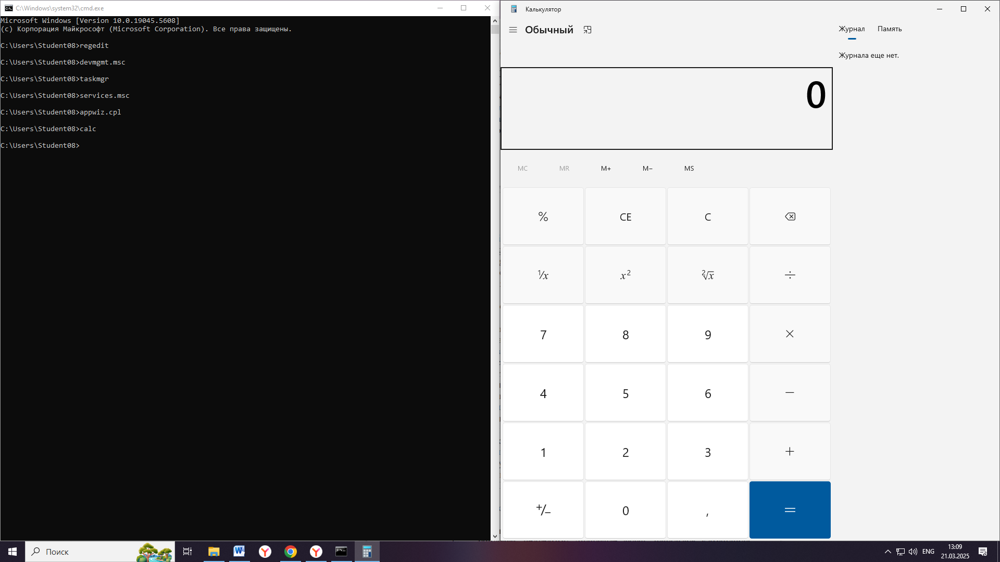 C:\Windows\system32\cmd.exe
Microsoft Windows [Version 10.0.19045.5608]
(c) Корпорация Майкрософт (Microsoft Corporation). Все права защищены.
C:\Users\Student08>regedit
C:\Users\Student08>devmgmt.msc
C:\Users\Student08>taskmgr
C:\Users\Student08>services.msc
C:\Users\Student08>appwiz.cpl
C:\Users\Student08>calc
C:\Users\Student08>
Калькулятор
Обычный
Журнал Память
Журнала еще нет.
0
MC MR M+ M− MS
% CE C
¹⁄x x² ²√x ÷
7 8 9 ×
4 5 6 −
1 2 3 +
+/− 0 , =
Поиск
ENG
13:09
21.03.2025